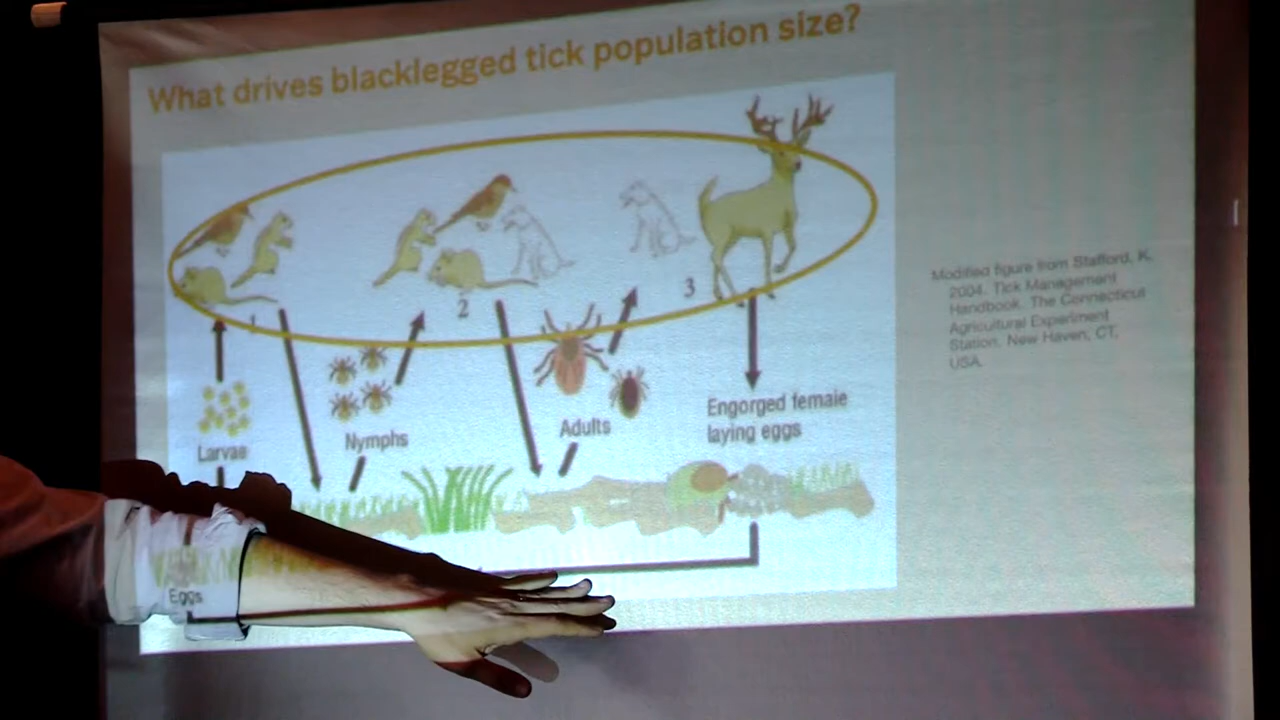 What drives blacklegged tick population size?
1
2
3
Larvae
Nymphs
Adults
Engorged female
laying eggs
Eggs
Modified figure from Stafford, K.
2004. Tick Management
Handbook. The Connecticut
Agricultural Experiment
Station. New Haven, CT,
USA.